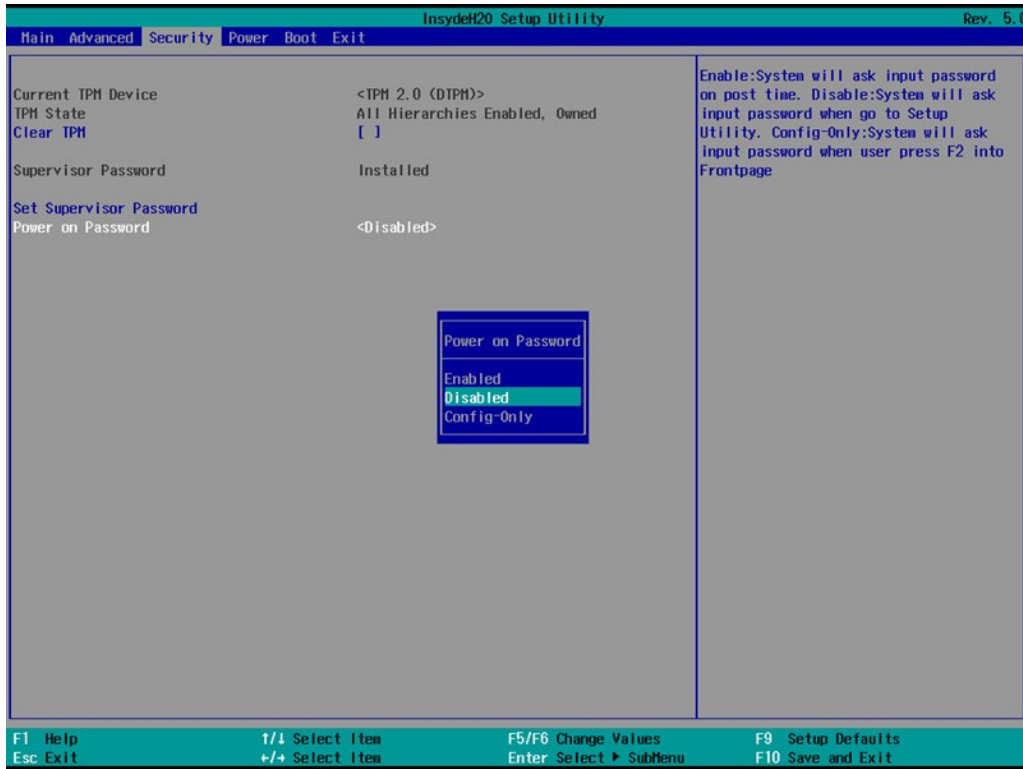 InsydeH20 Setup Utility Rev. 5.0
Main Advanced Security Power Boot Exit
Current TPM Device <TPM 2.0 (DTPM)>
TPM State All Hierarchies Enabled, Owned
Clear TPM [ ]
Supervisor Password Installed
Set Supervisor Password
Power on Password <Disabled>
Power on Password
Enabled
Disabled
Config-Only
Enable:System will ask input password
on post time. Disable:System will ask
input password when go to Setup
Utility. Config-Only:System will ask
input password when user press F2 into
Frontpage
F1 Help ↑/↓ Select Item F5/F6 Change Values F9 Setup Defaults
Esc Exit ←/→ Select Item Enter Select ▶ SubMenu F10 Save and Exit